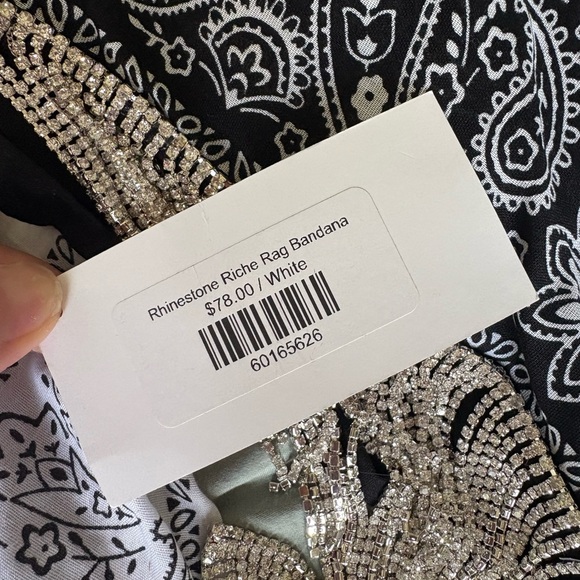 Rhinestone Riche Rag Bandana
$78.00 / White
60165626